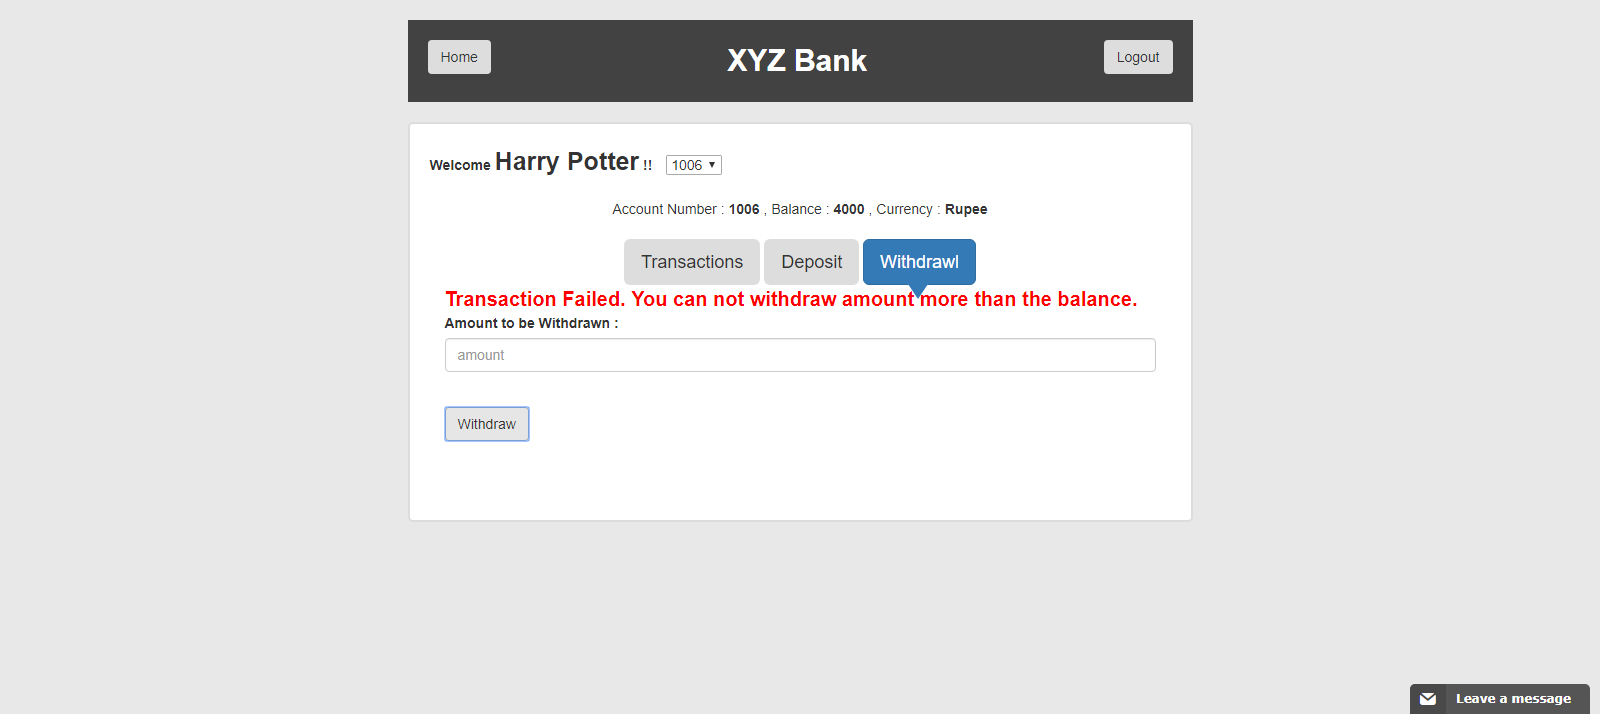 Home XYZ Bank Logout
Welcome Harry Potter !! 1006
Account Number : 1006 , Balance : 4000 , Currency : Rupee
Transactions Deposit Withdrawl
Transaction Failed. You can not withdraw amount more than the balance.
Amount to be Withdrawn :
amount
Withdraw
Leave a message